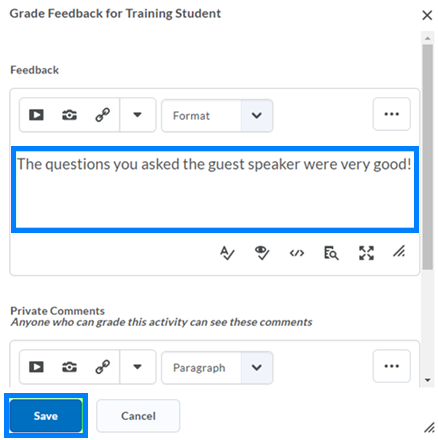 Grade Feedback for Training Student
Feedback
Format
The questions you asked the guest speaker were very good!
Private Comments
Anyone who can grade this activity can see these comments
Paragraph
Save Cancel